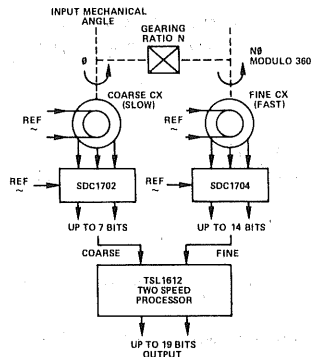 INPUT MECHANICAL
ANGLE
GEARING
RATIO N
Ø
NØ
MODULO 360
COARSE CX
(SLOW)
FINE CX
(FAST)
REF
~
REF
~
REF
~
SDC1702
REF
~
SDC1704
UP TO 7 BITS
UP TO 14 BITS
COARSE
FINE
TSL1612
TWO SPEED
PROCESSOR
UP TO 19 BITS
OUTPUT